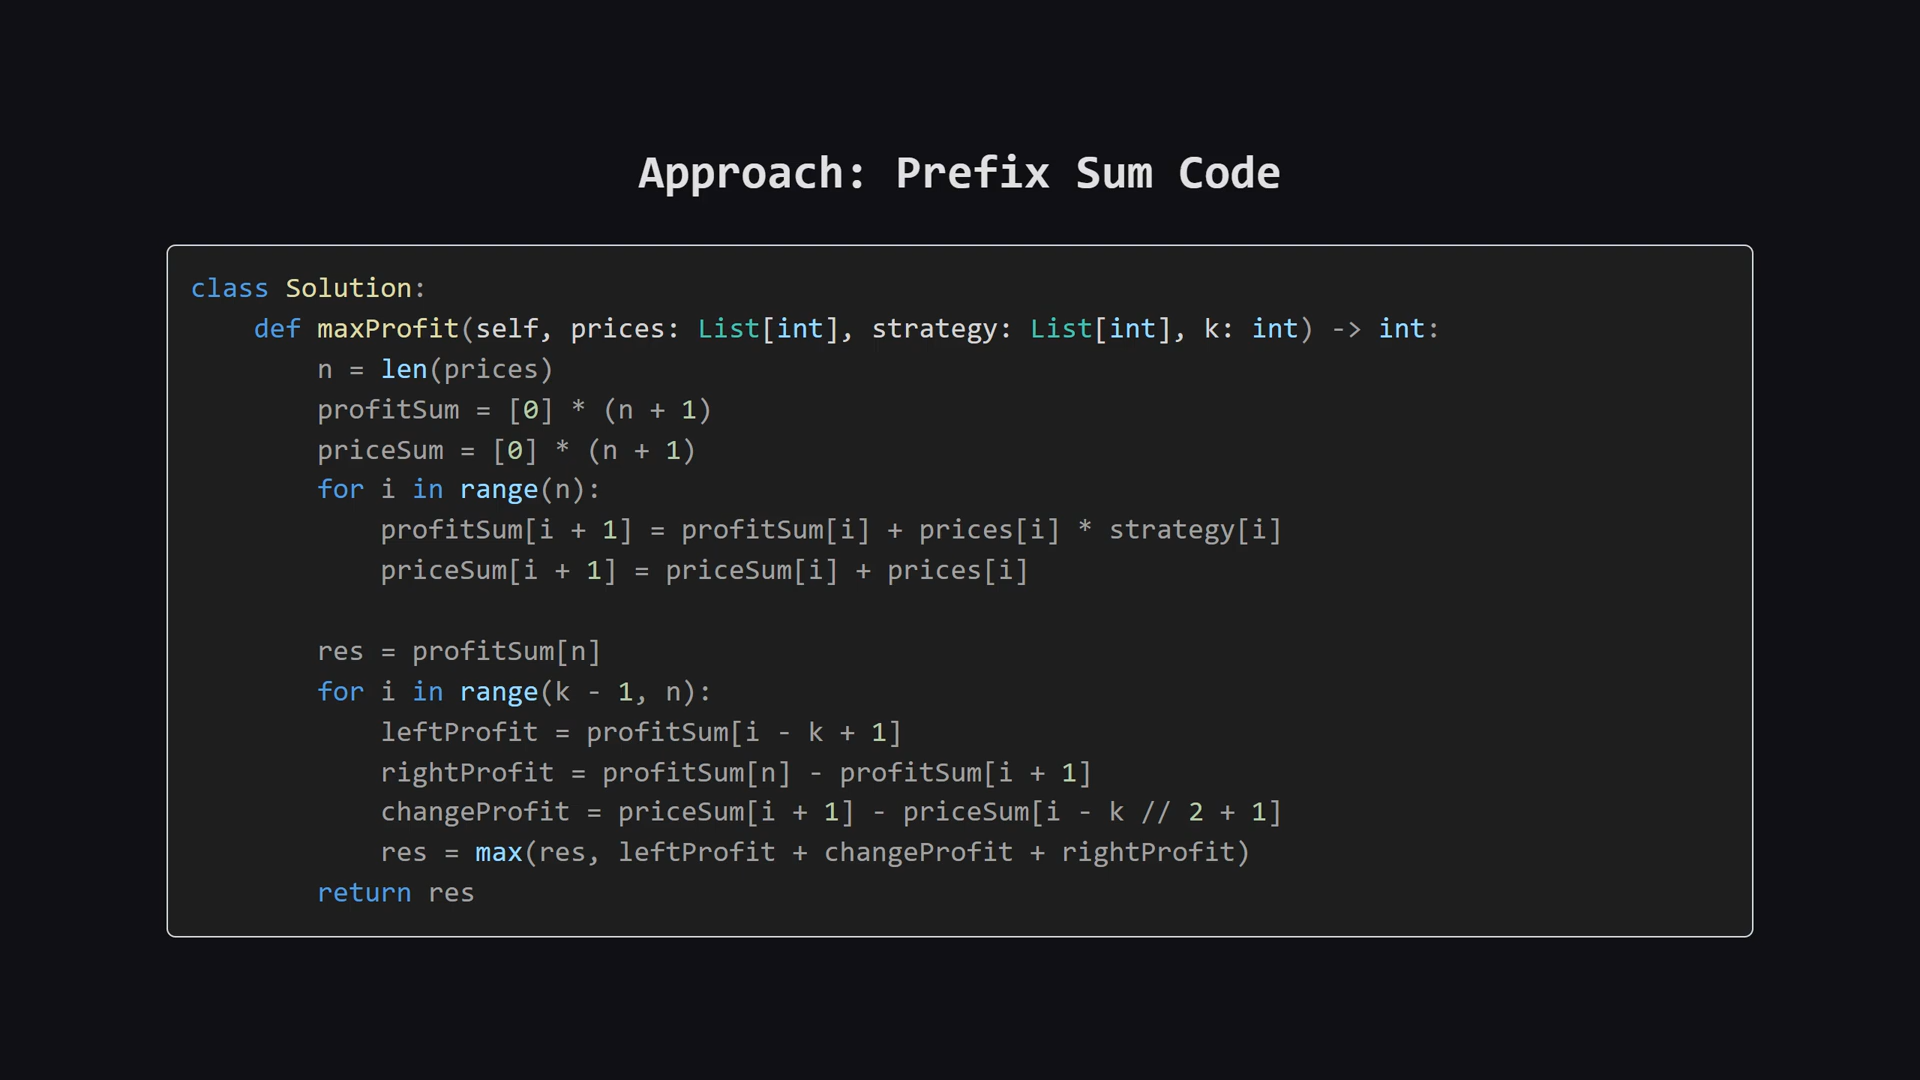 Approach: Prefix Sum Code
class Solution:
    def maxProfit(self, prices: List[int], strategy: List[int], k: int) -> int:
        n = len(prices)
        profitSum = [0] * (n + 1)
        priceSum = [0] * (n + 1)
        for i in range(n):
            profitSum[i + 1] = profitSum[i] + prices[i] * strategy[i]
            priceSum[i + 1] = priceSum[i] + prices[i]
        res = profitSum[n]
        for i in range(k - 1, n):
            leftProfit = profitSum[i - k + 1]
            rightProfit = profitSum[n] - profitSum[i + 1]
            changeProfit = priceSum[i + 1] - priceSum[i - k // 2 + 1]
            res = max(res, leftProfit + changeProfit + rightProfit)
        return res